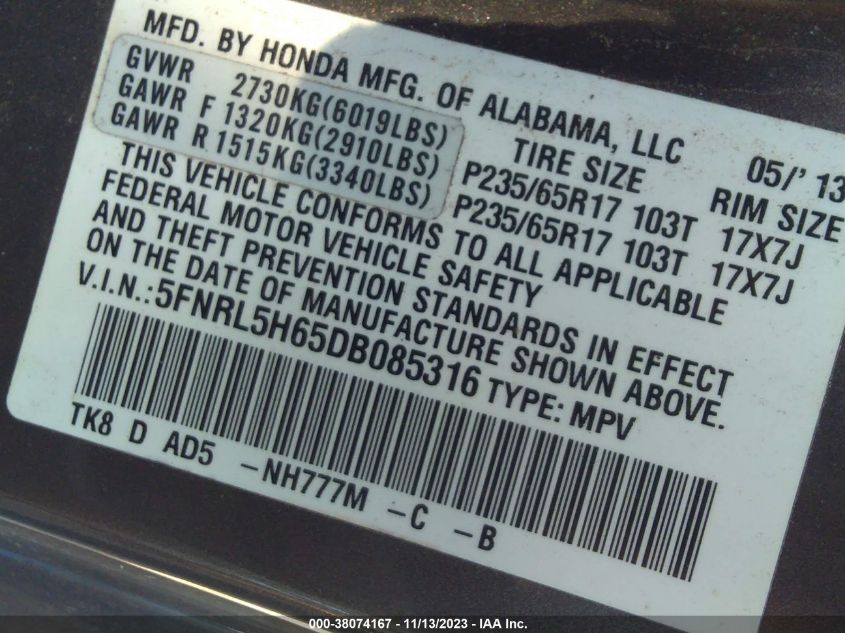 MFD. BY HONDA MFG. OF ALABAMA, LLC 05/'13
GVWR 2730KG(6019LBS) TIRE SIZE RIM SIZE
GAWR F 1320KG(2910LBS) P235/65R17 103T 17X7J
GAWR R 1515KG(3340LBS) P235/65R17 103T 17X7J
THIS VEHICLE CONFORMS TO ALL APPLICABLE
FEDERAL MOTOR VEHICLE SAFETY
AND THEFT PREVENTION STANDARDS IN EFFECT
ON THE DATE OF MANUFACTURE SHOWN ABOVE.
V.I.N.: 5FNRL5H65DB085316 TYPE: MPV
TK8 D AD5 -NH777M -C -B
000-38074167 - 11/13/2023 - IAA Inc.